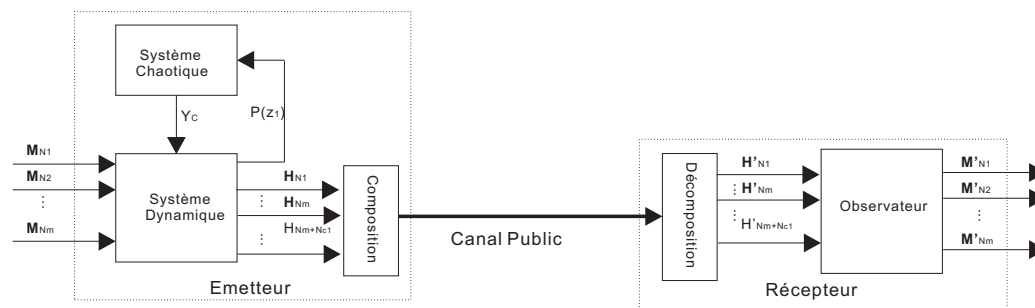 Système
Chaotique
Yc
P(z1)
MN1
MN2
⋮
MNm
Système
Dynamique
HN1
⋮
HNm
HNm+Nc1
⋮
Composition
Emetteur
Canal Public
Décomposition
H'N1
⋮ H'Nm
⋮ H'Nm+Nc1
Observateur
M'N1
M'N2
⋮
M'Nm
Récepteur